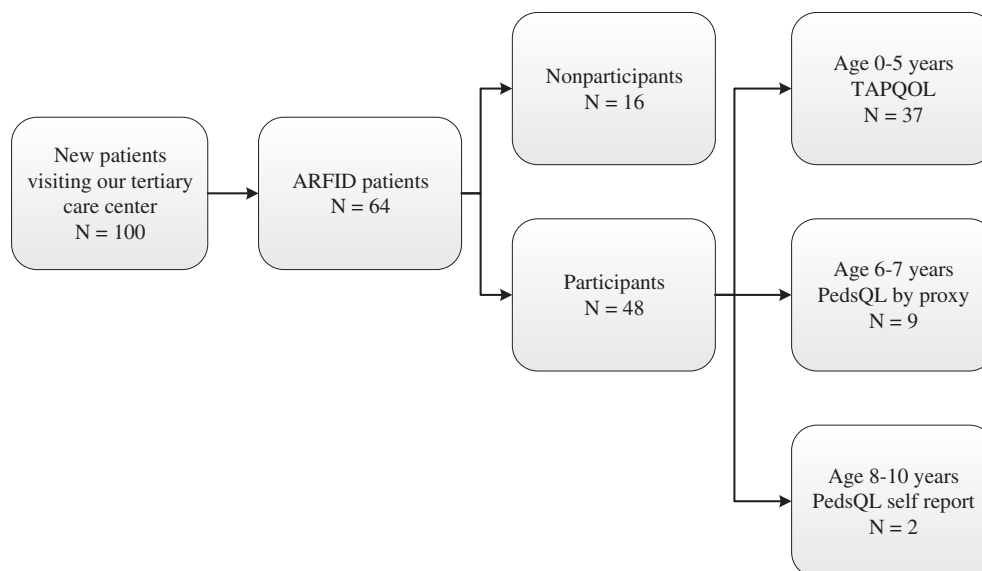 New patients
visiting our tertiary
care center
N = 100
ARFID patients
N = 64
Nonparticipants
N = 16
Participants
N = 48
Age 0-5 years
TAPQOL
N = 37
Age 6-7 years
PedsQL by proxy
N = 9
Age 8-10 years
PedsQL self report
N = 2